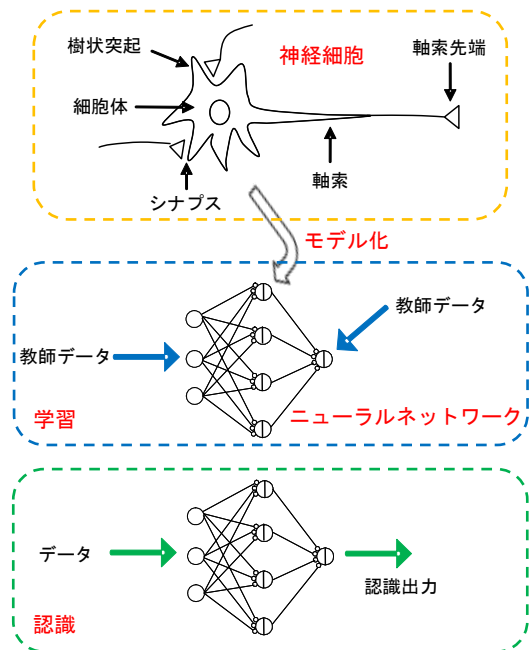 樹状突起
神経細胞
軸索先端
細胞体
軸索
シナプス
モデル化
教師データ
教師データ
学習
ニューラルネットワーク
データ
認識出力
認識